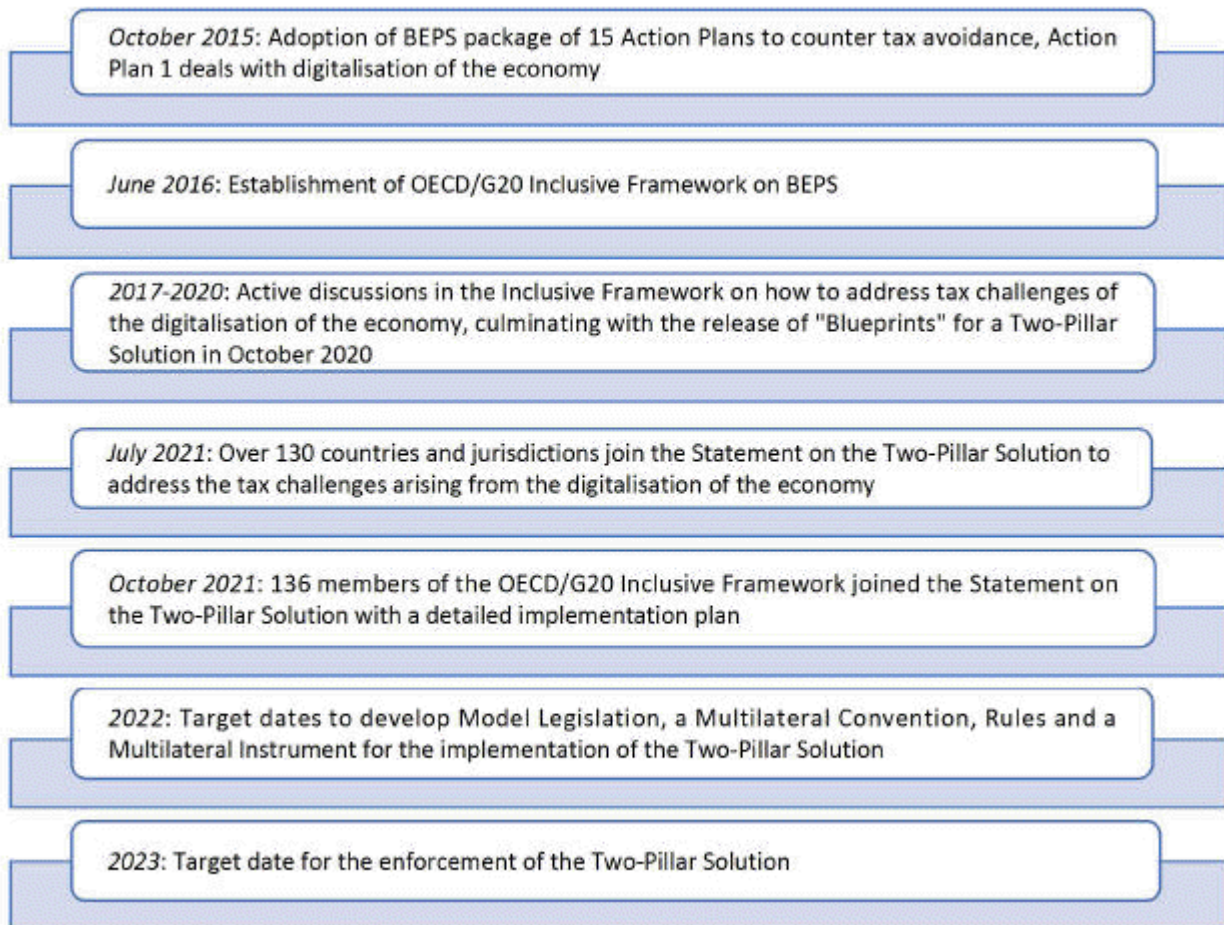 October 2015: Adoption of BEPS package of 15 Action Plans to counter tax avoidance, Action
Plan 1 deals with digitalisation of the economy
June 2016: Establishment of OECD/G20 Inclusive Framework on BEPS
2017-2020: Active discussions in the Inclusive Framework on how to address tax challenges of
the digitalisation of the economy, culminating with the release of "Blueprints" for a Two-Pillar
Solution in October 2020
July 2021: Over 130 countries and jurisdictions join the Statement on the Two-Pillar Solution to
address the tax challenges arising from the digitalisation of the economy
October 2021: 136 members of the OECD/G20 Inclusive Framework joined the Statement on
the Two-Pillar Solution with a detailed implementation plan
2022: Target dates to develop Model Legislation, a Multilateral Convention, Rules and a
Multilateral Instrument for the implementation of the Two-Pillar Solution
2023: Target date for the enforcement of the Two-Pillar Solution